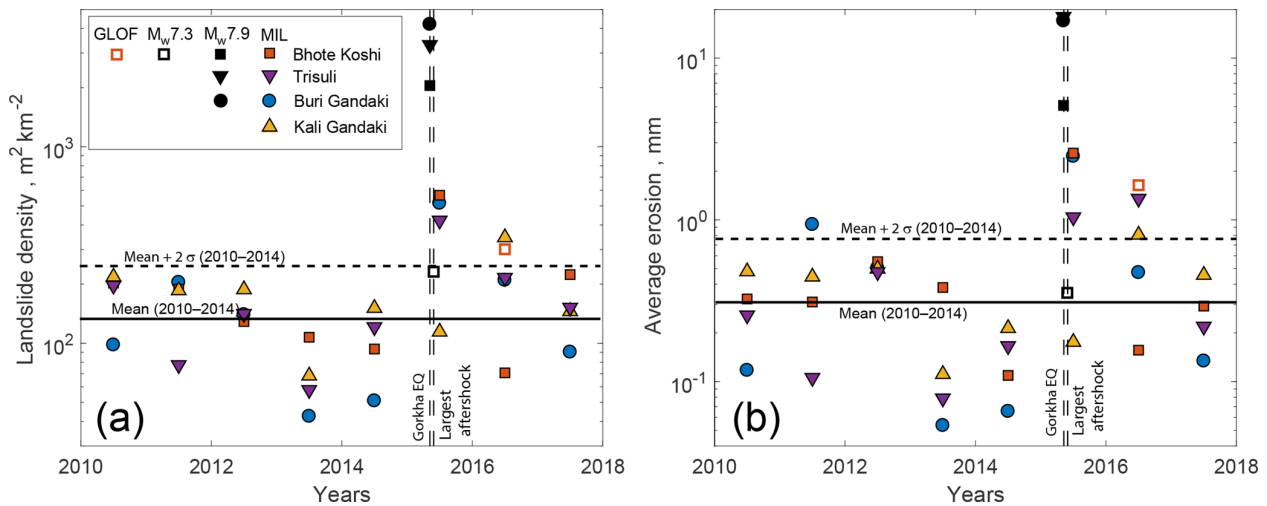 GLOF Mw7.3 Mw7.9 MIL
Bhote Koshi
Trisuli
Buri Gandaki
Kali Gandaki
Landslide density , m² km⁻²
10³
10²
Mean + 2 σ (2010–2014)
Mean (2010–2014)
Gorkha EQ
Largest
aftershock
(a)
2010 2012 2014 2016 2018
Years
Average erosion , mm
10¹
10⁰
10⁻¹
Mean + 2 σ (2010–2014)
Mean (2010–2014)
Gorkha EQ
Largest
aftershock
(b)
2010 2012 2014 2016 2018
Years